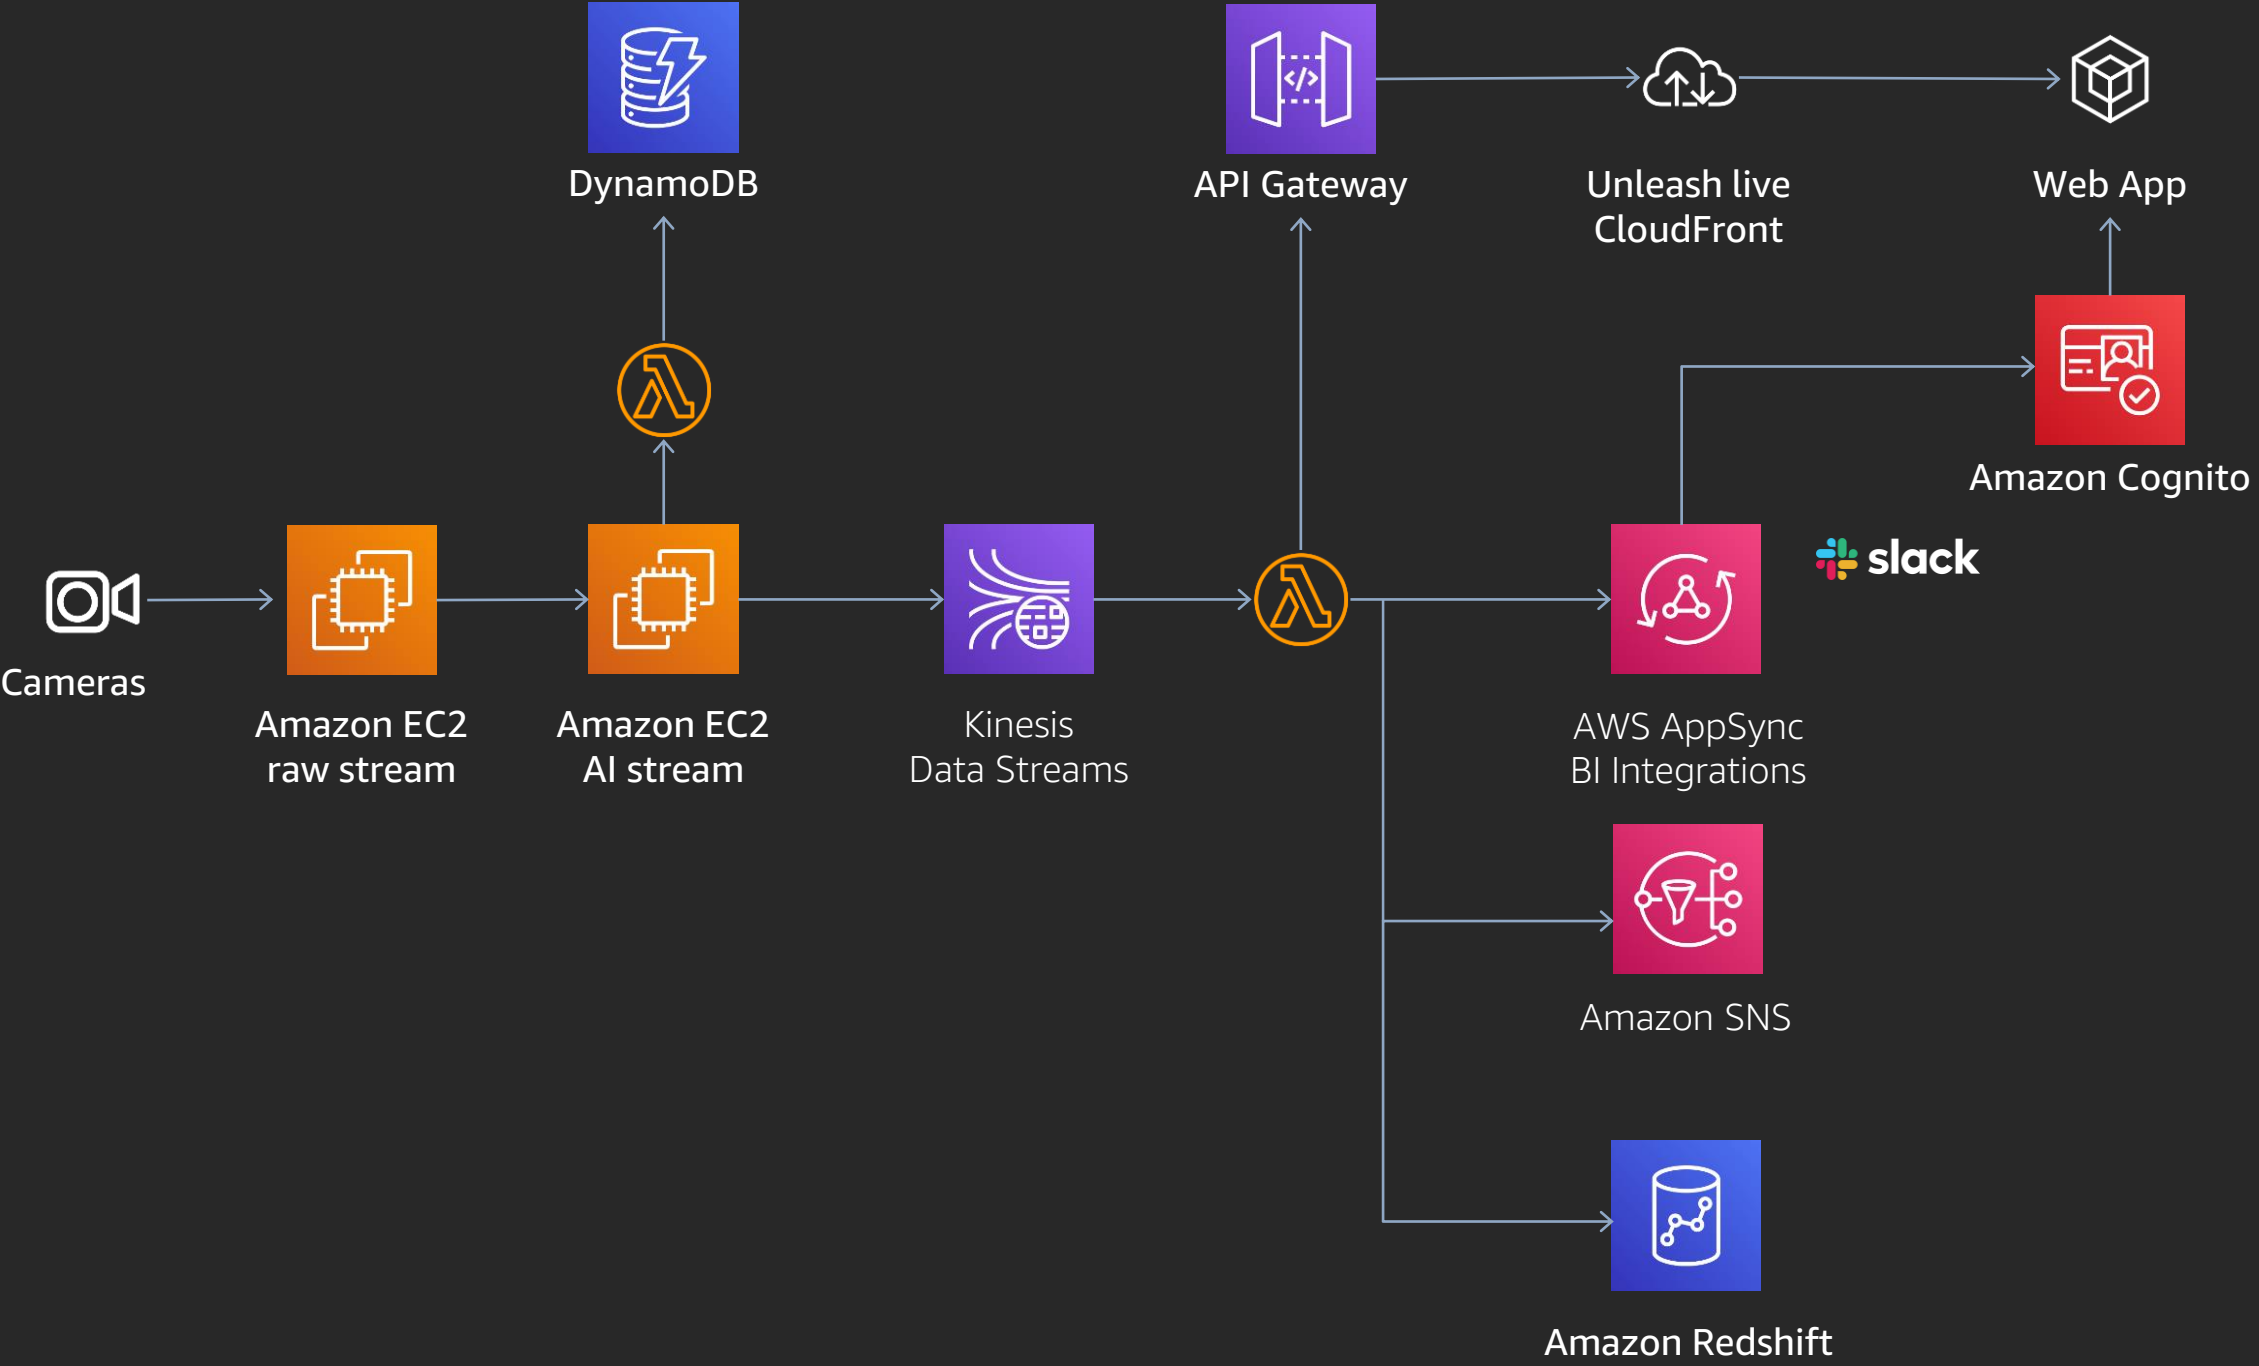 DynamoDB
API Gateway
Unleash live
CloudFront
Web App
Amazon Cognito
slack
Cameras
Amazon EC2
raw stream
Amazon EC2
AI stream
Kinesis
Data Streams
AWS AppSync
BI Integrations
Amazon SNS
Amazon Redshift